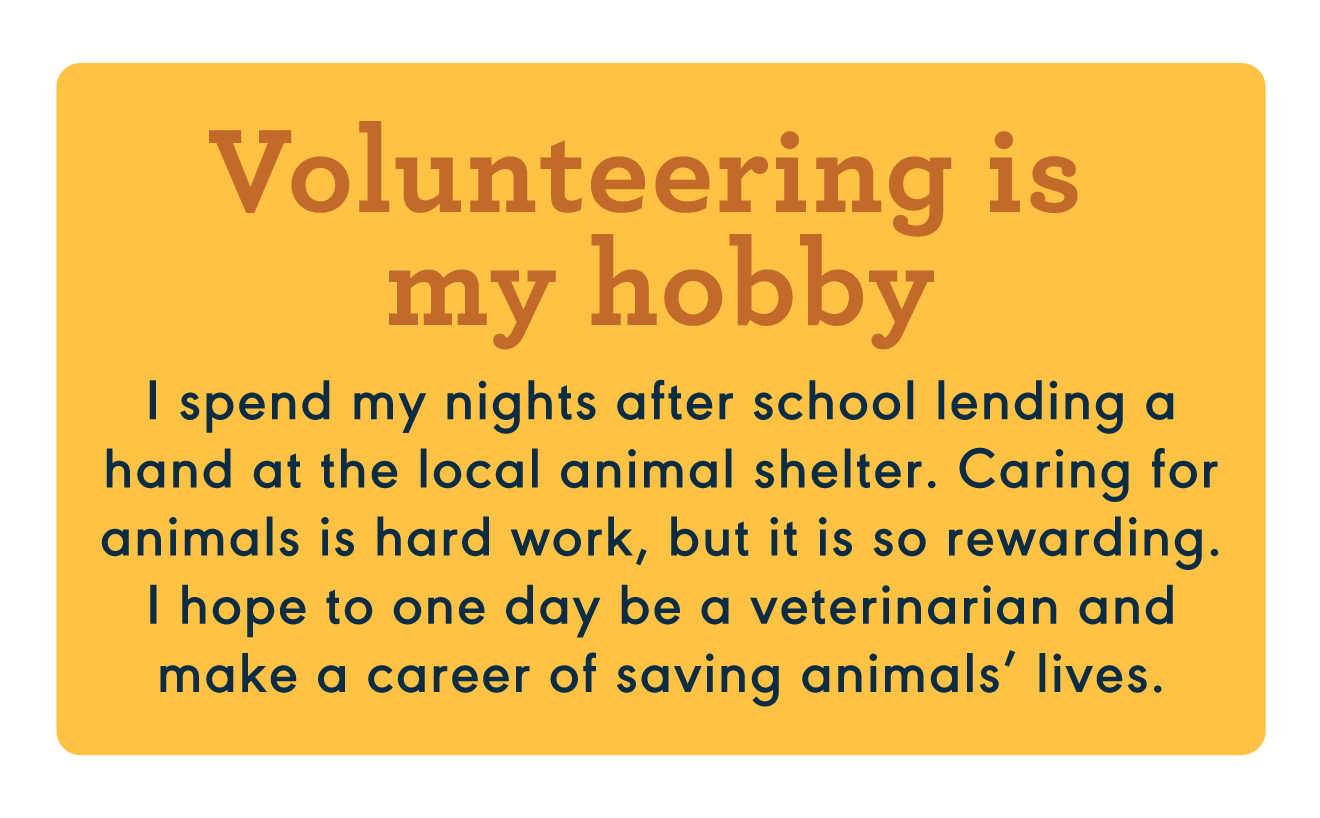 Volunteering is
my hobby
I spend my nights after school lending a
hand at the local animal shelter. Caring for
animals is hard work, but it is so rewarding.
I hope to one day be a veterinarian and
make a career of saving animals’ lives.